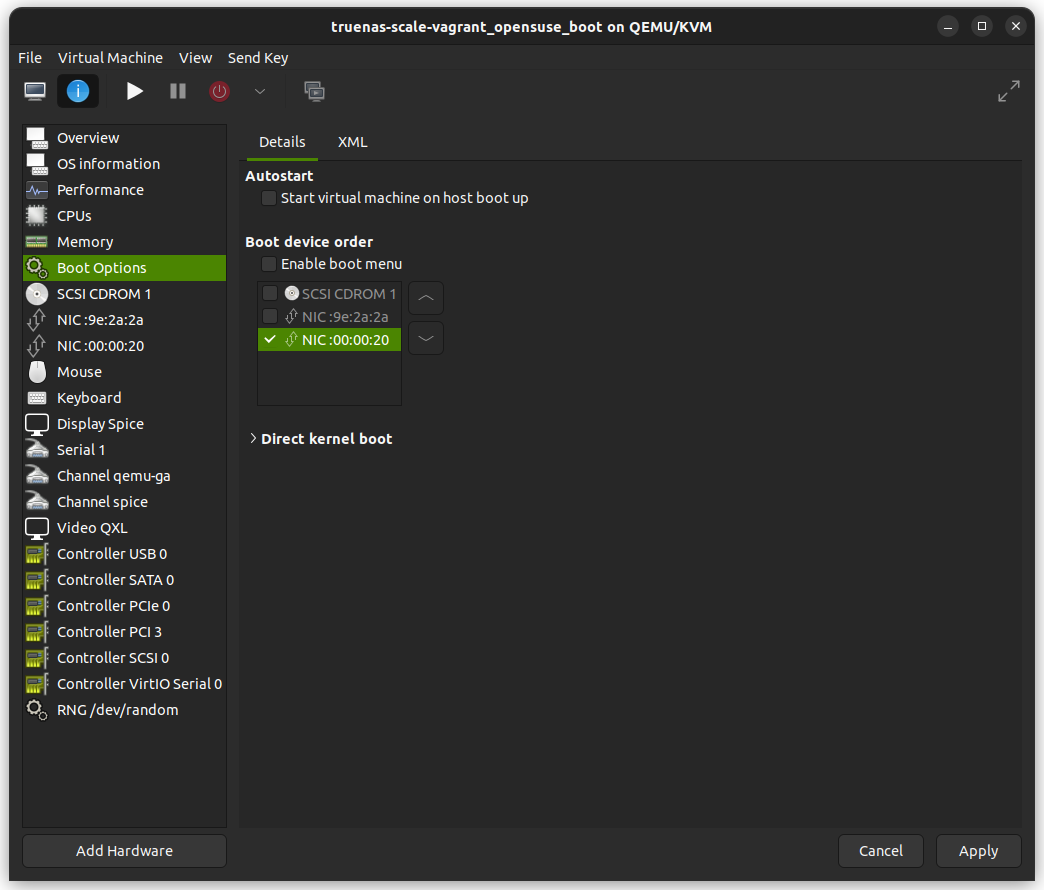 truenas-scale-vagrant_opensuse_boot on QEMU/KVM
File Virtual Machine View Send Key
Overview
OS information
Performance
CPUs
Memory
Boot Options
SCSI CDROM 1
NIC :9e:2a:2a
NIC :00:00:20
Mouse
Keyboard
Display Spice
Serial 1
Channel qemu-ga
Channel spice
Video QXL
Controller USB 0
Controller SATA 0
Controller PCIe 0
Controller PCI 3
Controller SCSI 0
Controller VirtIO Serial 0
RNG /dev/random
Add Hardware
Details XML
Autostart
Start virtual machine on host boot up
Boot device order
Enable boot menu
SCSI CDROM 1
NIC :9e:2a:2a
NIC :00:00:20
Direct kernel boot
Cancel Apply